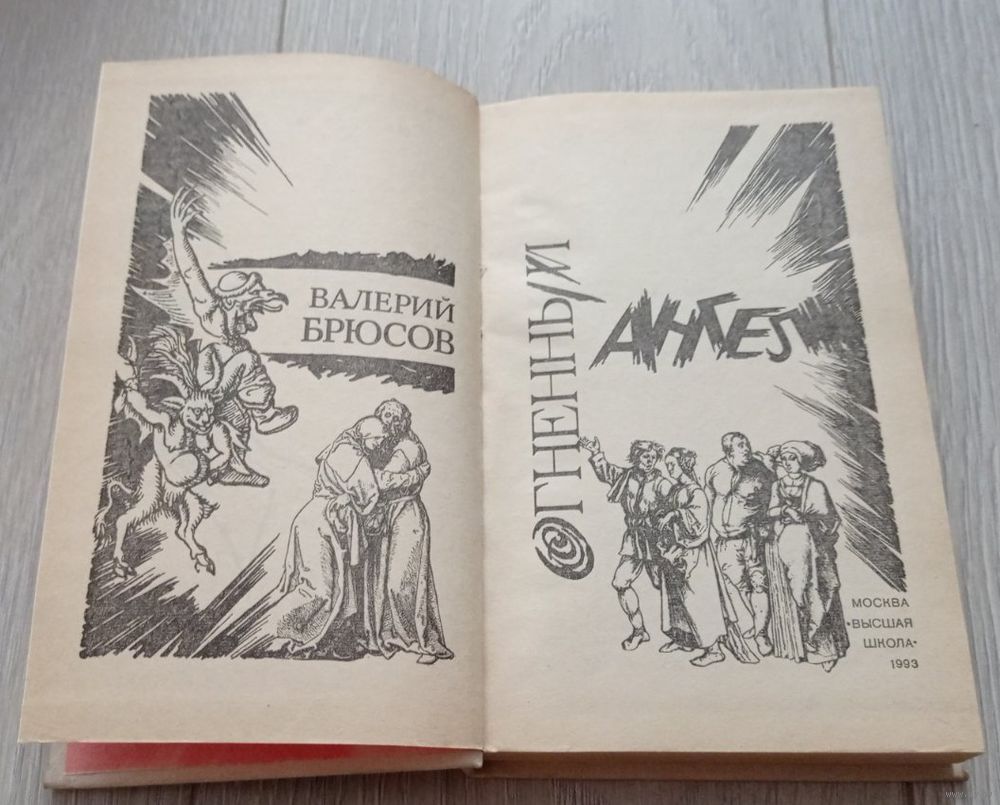 ВАЛЕРИЙ
БРЮСОВ
ОГНЕННЫЙ
АНГЕЛ
МОСКВА
«ВЫСШАЯ
ШКОЛА»
1993